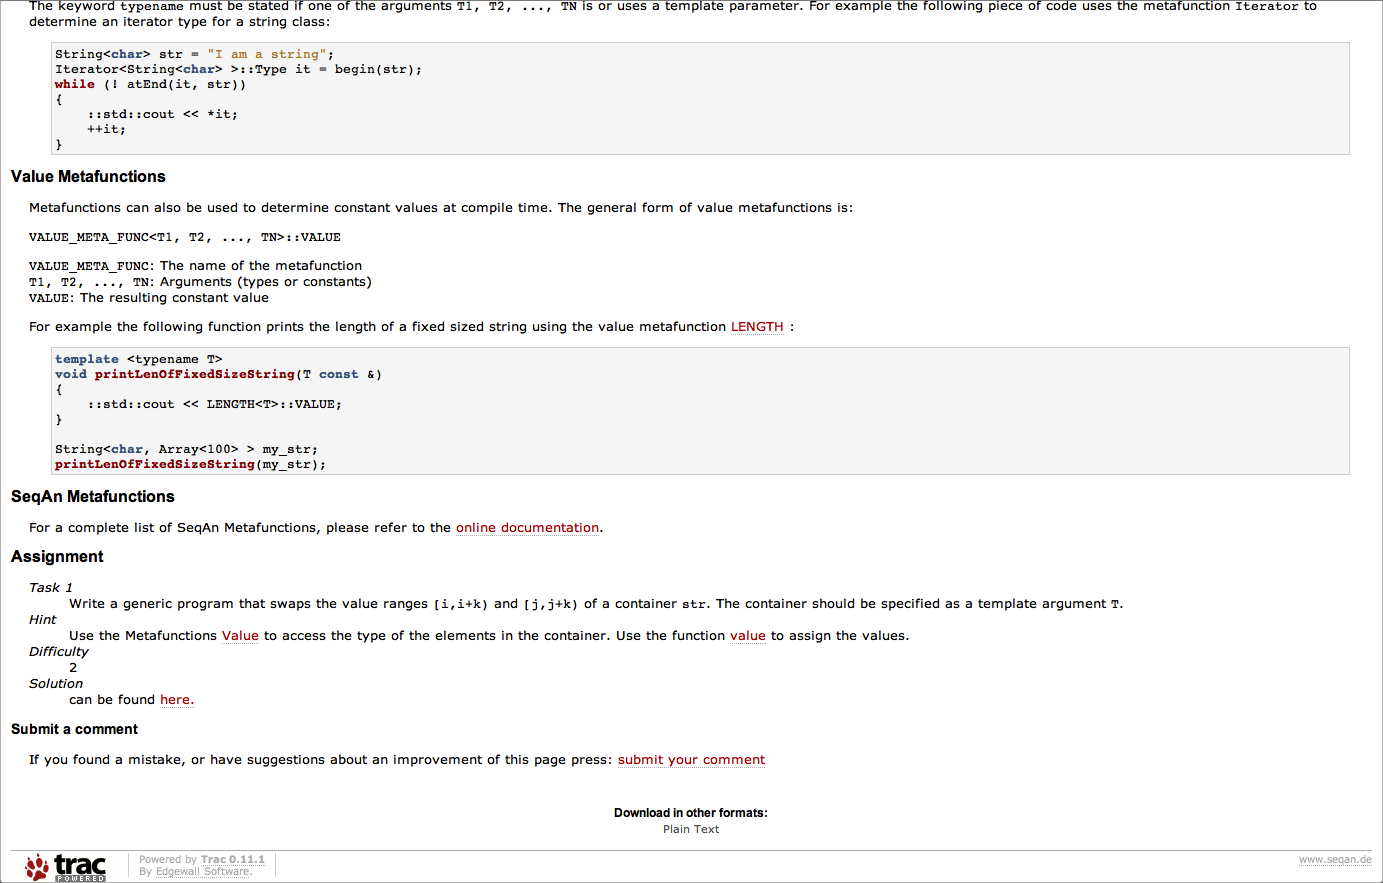 The keyword typename must be stated if one of the arguments T1, T2, ..., TN is or uses a template parameter. For example the following piece of code uses the metafunction Iterator to
determine an iterator type for a string class:
String<char> str = "I am a string";
Iterator<String<char> >::Type it = begin(str);
while (! atEnd(it, str))
{
    ::std::cout << *it;
    ++it;
}
Value Metafunctions
Metafunctions can also be used to determine constant values at compile time. The general form of value metafunctions is:
VALUE_META_FUNC<T1, T2, ..., TN>::VALUE
VALUE_META_FUNC: The name of the metafunction
T1, T2, ..., TN: Arguments (types or constants)
VALUE: The resulting constant value
For example the following function prints the length of a fixed sized string using the value metafunction LENGTH :
template <typename T>
void printLenOfFixedSizeString(T const &)
{
    ::std::cout << LENGTH<T>::VALUE;
}
String<char, Array<100> > my_str;
printLenOfFixedSizeString(my_str);
SeqAn Metafunctions
For a complete list of SeqAn Metafunctions, please refer to the online documentation.
Assignment
Task 1
Write a generic program that swaps the value ranges [i,i+k) and [j,j+k) of a container str. The container should be specified as a template argument T.
Hint
Use the Metafunctions Value to access the type of the elements in the container. Use the function value to assign the values.
Difficulty
2
Solution
can be found here.
Submit a comment
If you found a mistake, or have suggestions about an improvement of this page press: submit your comment
Download in other formats:
Plain Text
trac
POWERED
Powered by Trac 0.11.1
By Edgewall Software.
www.seqan.de